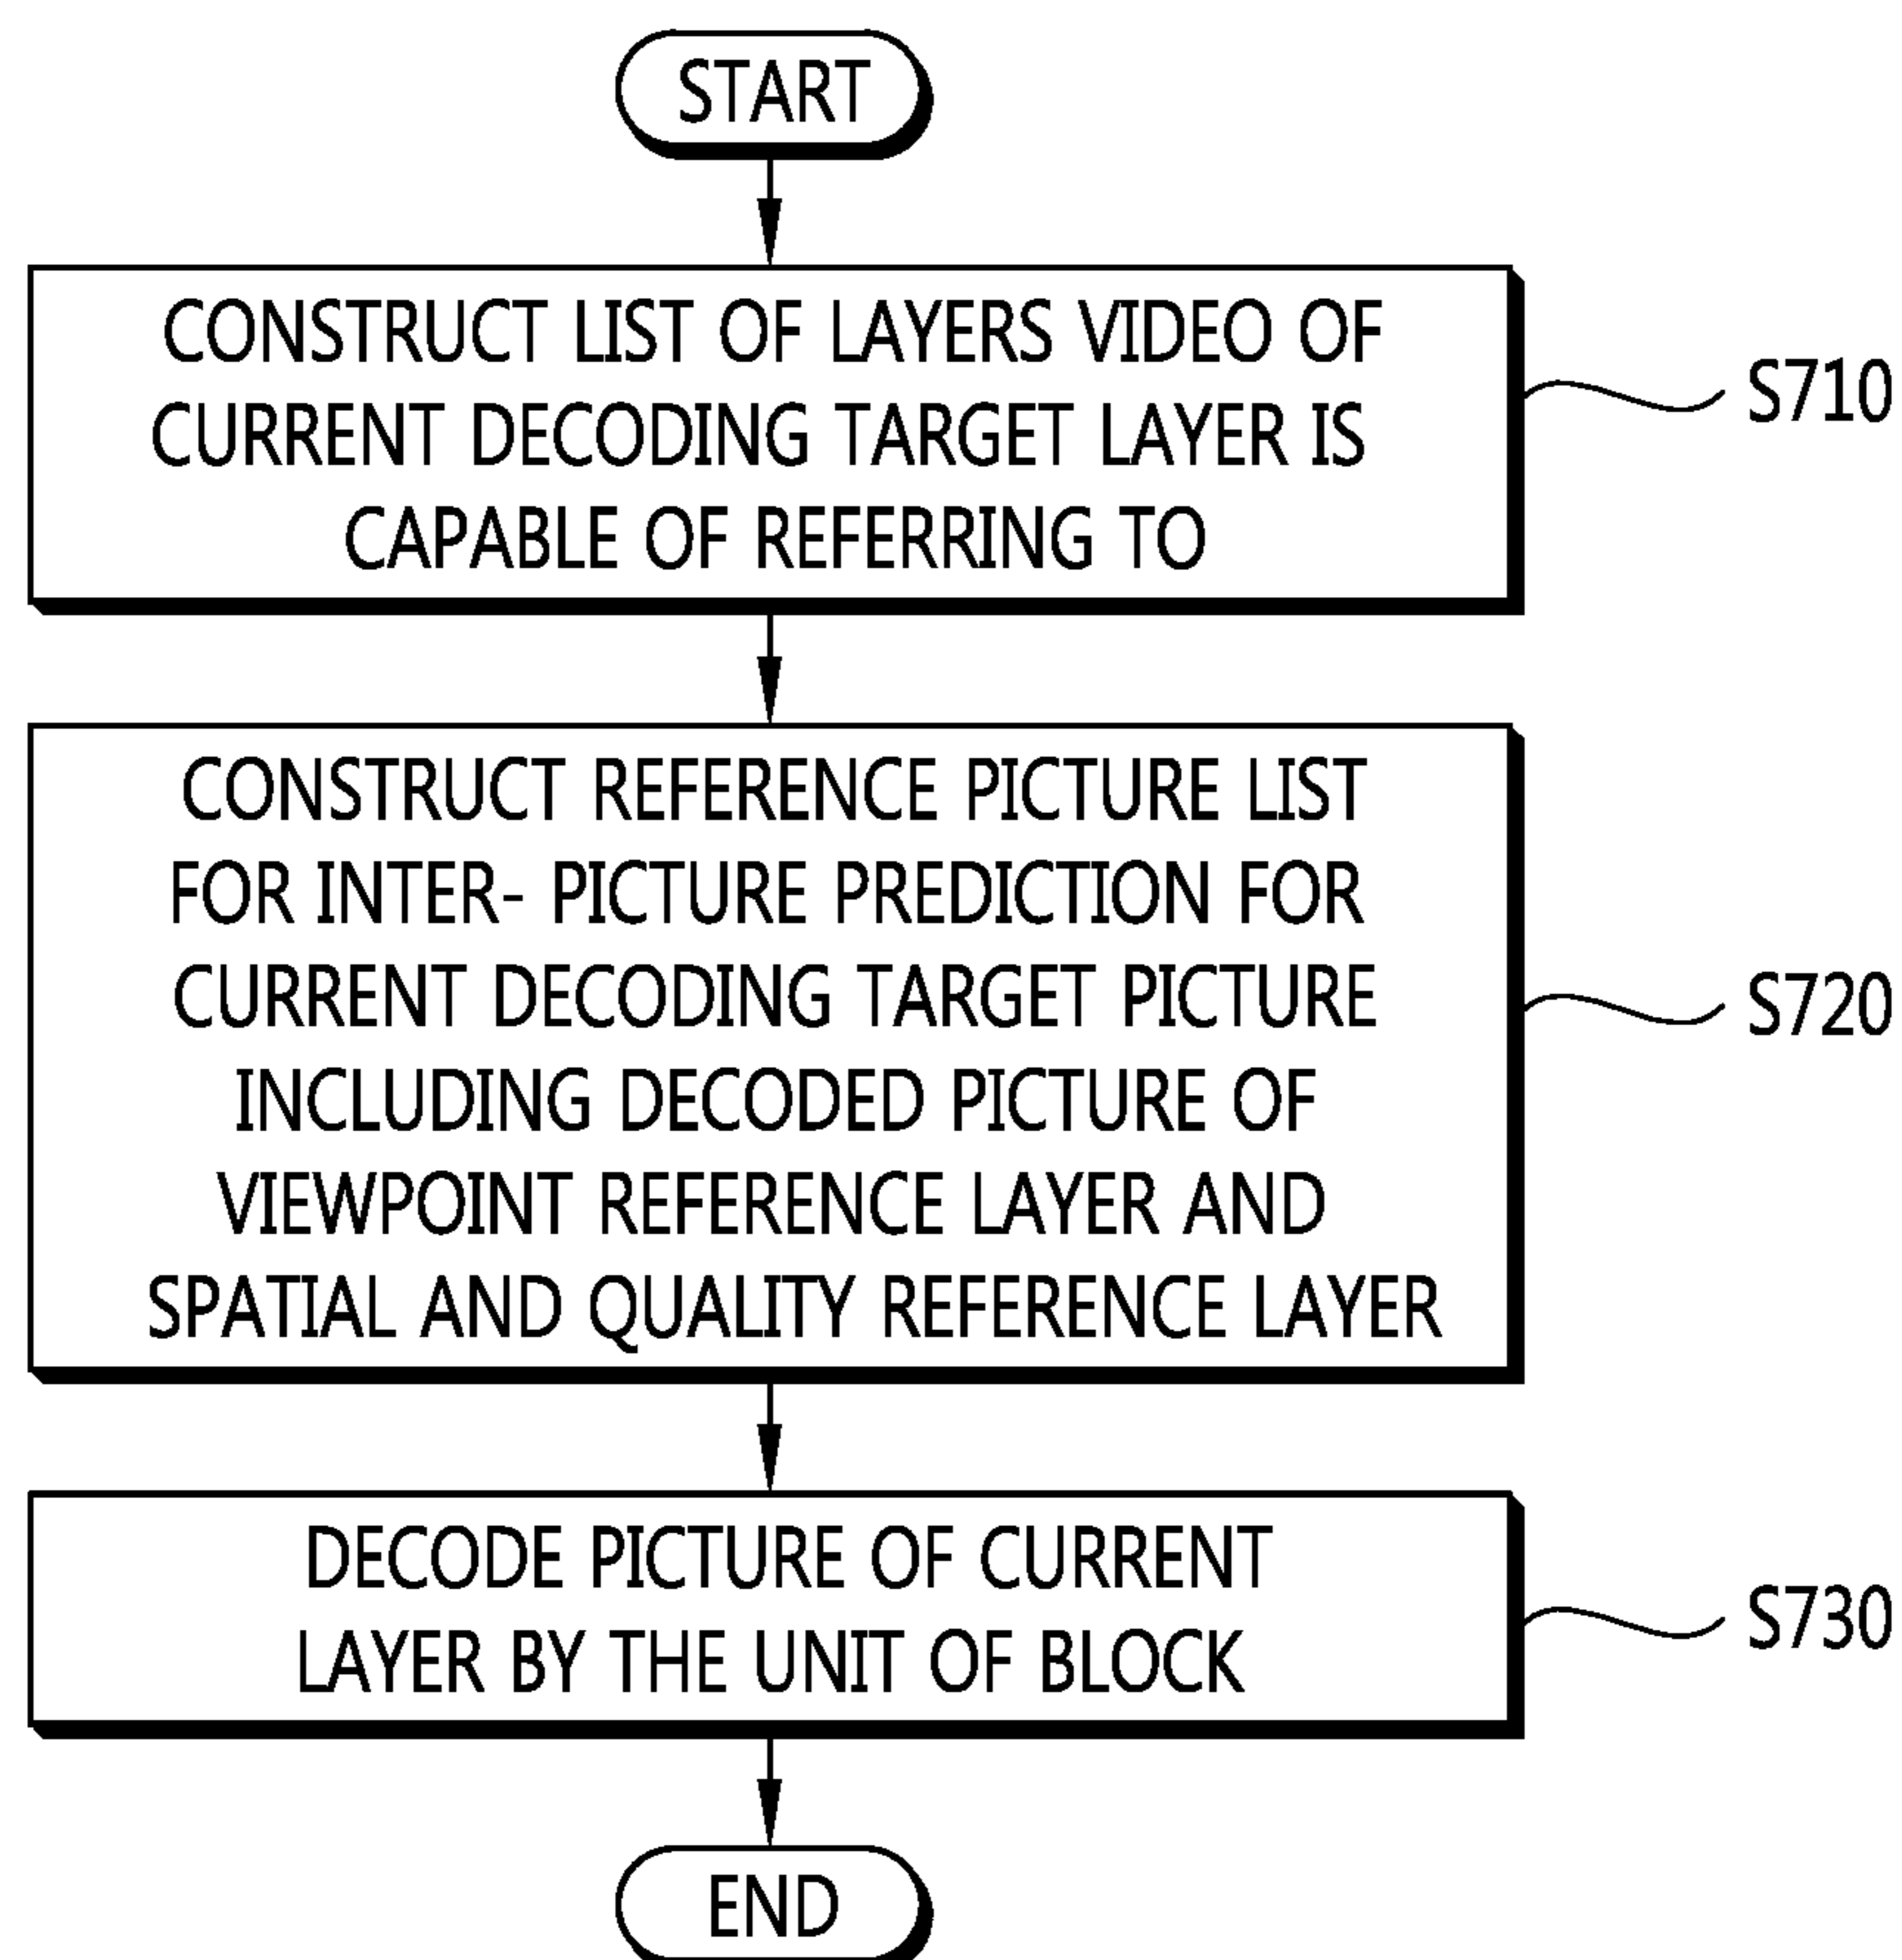 START
CONSTRUCT LIST OF LAYERS VIDEO OF
CURRENT DECODING TARGET LAYER IS
CAPABLE OF REFERRING TO
S710
CONSTRUCT REFERENCE PICTURE LIST
FOR INTER- PICTURE PREDICTION FOR
CURRENT DECODING TARGET PICTURE
INCLUDING DECODED PICTURE OF
VIEWPOINT REFERENCE LAYER AND
SPATIAL AND QUALITY REFERENCE LAYER
S720
DECODE PICTURE OF CURRENT
LAYER BY THE UNIT OF BLOCK
S730
END